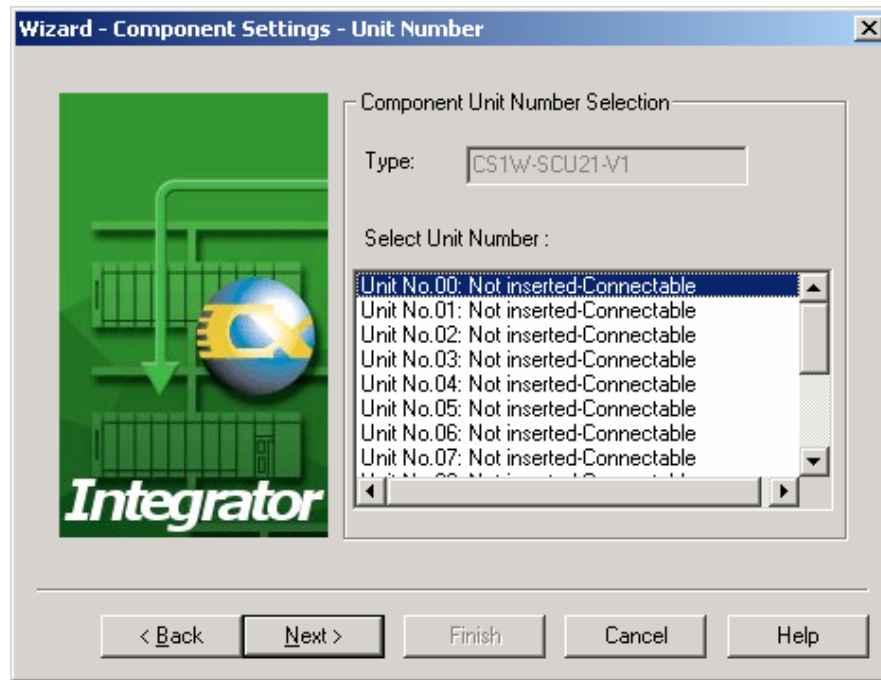 Wizard - Component Settings - Unit Number
Component Unit Number Selection
Type:
CS1W-SCU21-V1
Select Unit Number :
Unit No.00: Not inserted-Connectable
Unit No.01: Not inserted-Connectable
Unit No.02: Not inserted-Connectable
Unit No.03: Not inserted-Connectable
Unit No.04: Not inserted-Connectable
Unit No.05: Not inserted-Connectable
Unit No.06: Not inserted-Connectable
Unit No.07: Not inserted-Connectable
CX
Integrator
< Back
Next >
Finish
Cancel
Help